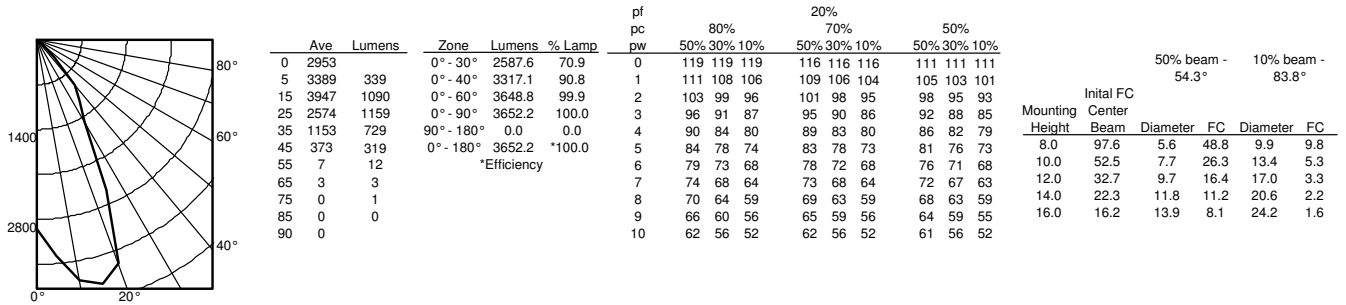 80°
60°
40°
1400
2800
0° 20°
Ave Lumens
0 2953
5 3389 339
15 3947 1090
25 2574 1159
35 1153 729
45 373 319
55 7 12
65 3 3
75 0 1
85 0 0
90 0
Zone Lumens % Lamp
0°- 30° 2587.6 70.9
0°- 40° 3317.1 90.8
0°- 60° 3648.8 99.9
0°- 90° 3652.2 100.0
90°- 180° 0.0 0.0
0°- 180° 3652.2 *100.0
*Efficiency
pf 20%
pc 80% 70% 50%
pw 50% 30% 10% 50% 30% 10% 50% 30% 10%
0 119 119 119 116 116 116 111 111 111
1 111 108 106 109 106 104 105 103 101
2 103 99 96 101 98 95 98 95 93
3 96 91 87 95 90 86 92 88 85
4 90 84 80 89 83 80 86 82 79
5 84 78 74 83 78 73 81 76 73
6 79 73 68 78 72 68 76 71 68
7 74 68 64 73 68 64 72 67 63
8 70 64 59 69 63 59 68 63 59
9 66 60 56 65 59 56 64 59 55
10 62 56 52 62 56 52 61 56 52
50% beam - 10% beam -
54.3° 83.8°
Inital FC
Mounting Center
Height Beam Diameter FC Diameter FC
8.0 97.6 5.6 48.8 9.9 9.8
10.0 52.5 7.7 26.3 13.4 5.3
12.0 32.7 9.7 16.4 17.0 3.3
14.0 22.3 11.8 11.2 20.6 2.2
16.0 16.2 13.9 8.1 24.2 1.6